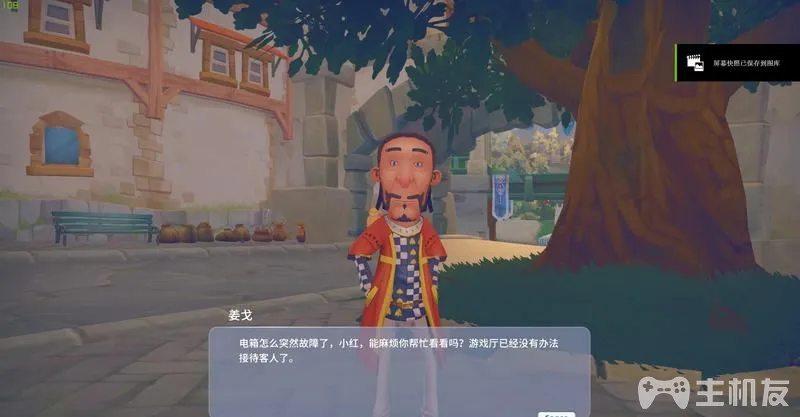 108
屏幕快照已保存到图库
姜戈
电箱怎么突然故障了，小红，能麻烦你帮忙看看吗？游戏厅已经没有办法
接待客人了。
主机友